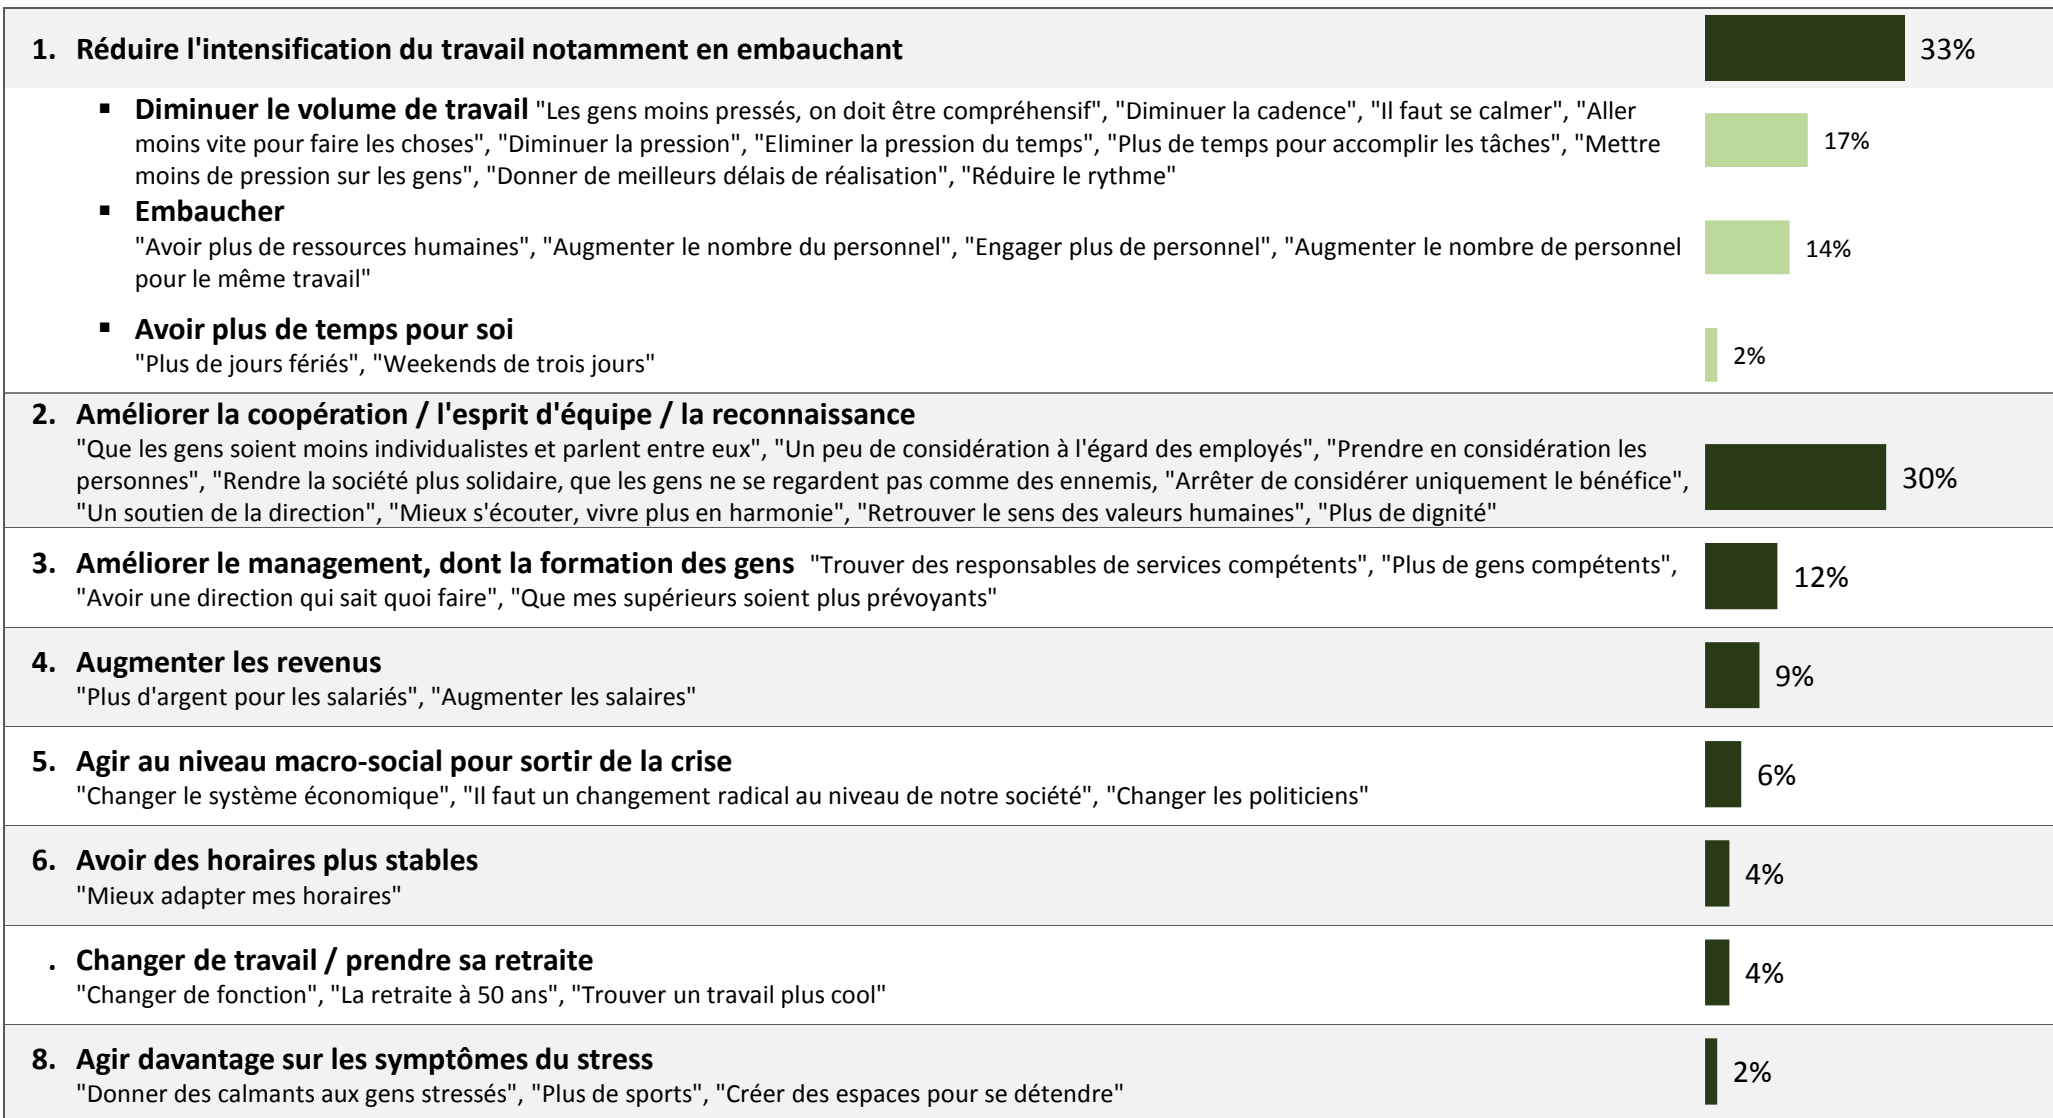 1. Réduire l'intensification du travail notamment en embauchant 33%
▪ Diminuer le volume de travail "Les gens moins pressés, on doit être compréhensif", "Diminuer la cadence", "Il faut se calmer", "Aller
moins vite pour faire les choses", "Diminuer la pression", "Eliminer la pression du temps", "Plus de temps pour accomplir les tâches", "Mettre 17%
moins de pression sur les gens", "Donner de meilleurs délais de réalisation", "Réduire le rythme"
▪ Embaucher
"Avoir plus de ressources humaines", "Augmenter le nombre du personnel", "Engager plus de personnel", "Augmenter le nombre de personnel 14%
pour le même travail"
▪ Avoir plus de temps pour soi
"Plus de jours fériés", "Weekends de trois jours" 2%
2. Améliorer la coopération / l'esprit d'équipe / la reconnaissance
"Que les gens soient moins individualistes et parlent entre eux", "Un peu de considération à l'égard des employés", "Prendre en considération les
personnes", "Rendre la société plus solidaire, que les gens ne se regardent pas comme des ennemis, "Arrêter de considérer uniquement le bénéfice", 30%
"Un soutien de la direction", "Mieux s'écouter, vivre plus en harmonie", "Retrouver le sens des valeurs humaines", "Plus de dignité"
3. Améliorer le management, dont la formation des gens "Trouver des responsables de services compétents", "Plus de gens compétents", 12%
"Avoir une direction qui sait quoi faire", "Que mes supérieurs soient plus prévoyants"
4. Augmenter les revenus 9%
"Plus d'argent pour les salariés", "Augmenter les salaires"
5. Agir au niveau macro-social pour sortir de la crise 6%
"Changer le système économique", "Il faut un changement radical au niveau de notre société", "Changer les politiciens"
6. Avoir des horaires plus stables 4%
"Mieux adapter mes horaires"
. Changer de travail / prendre sa retraite 4%
"Changer de fonction", "La retraite à 50 ans", "Trouver un travail plus cool"
8. Agir davantage sur les symptômes du stress 2%
"Donner des calmants aux gens stressés", "Plus de sports", "Créer des espaces pour se détendre"